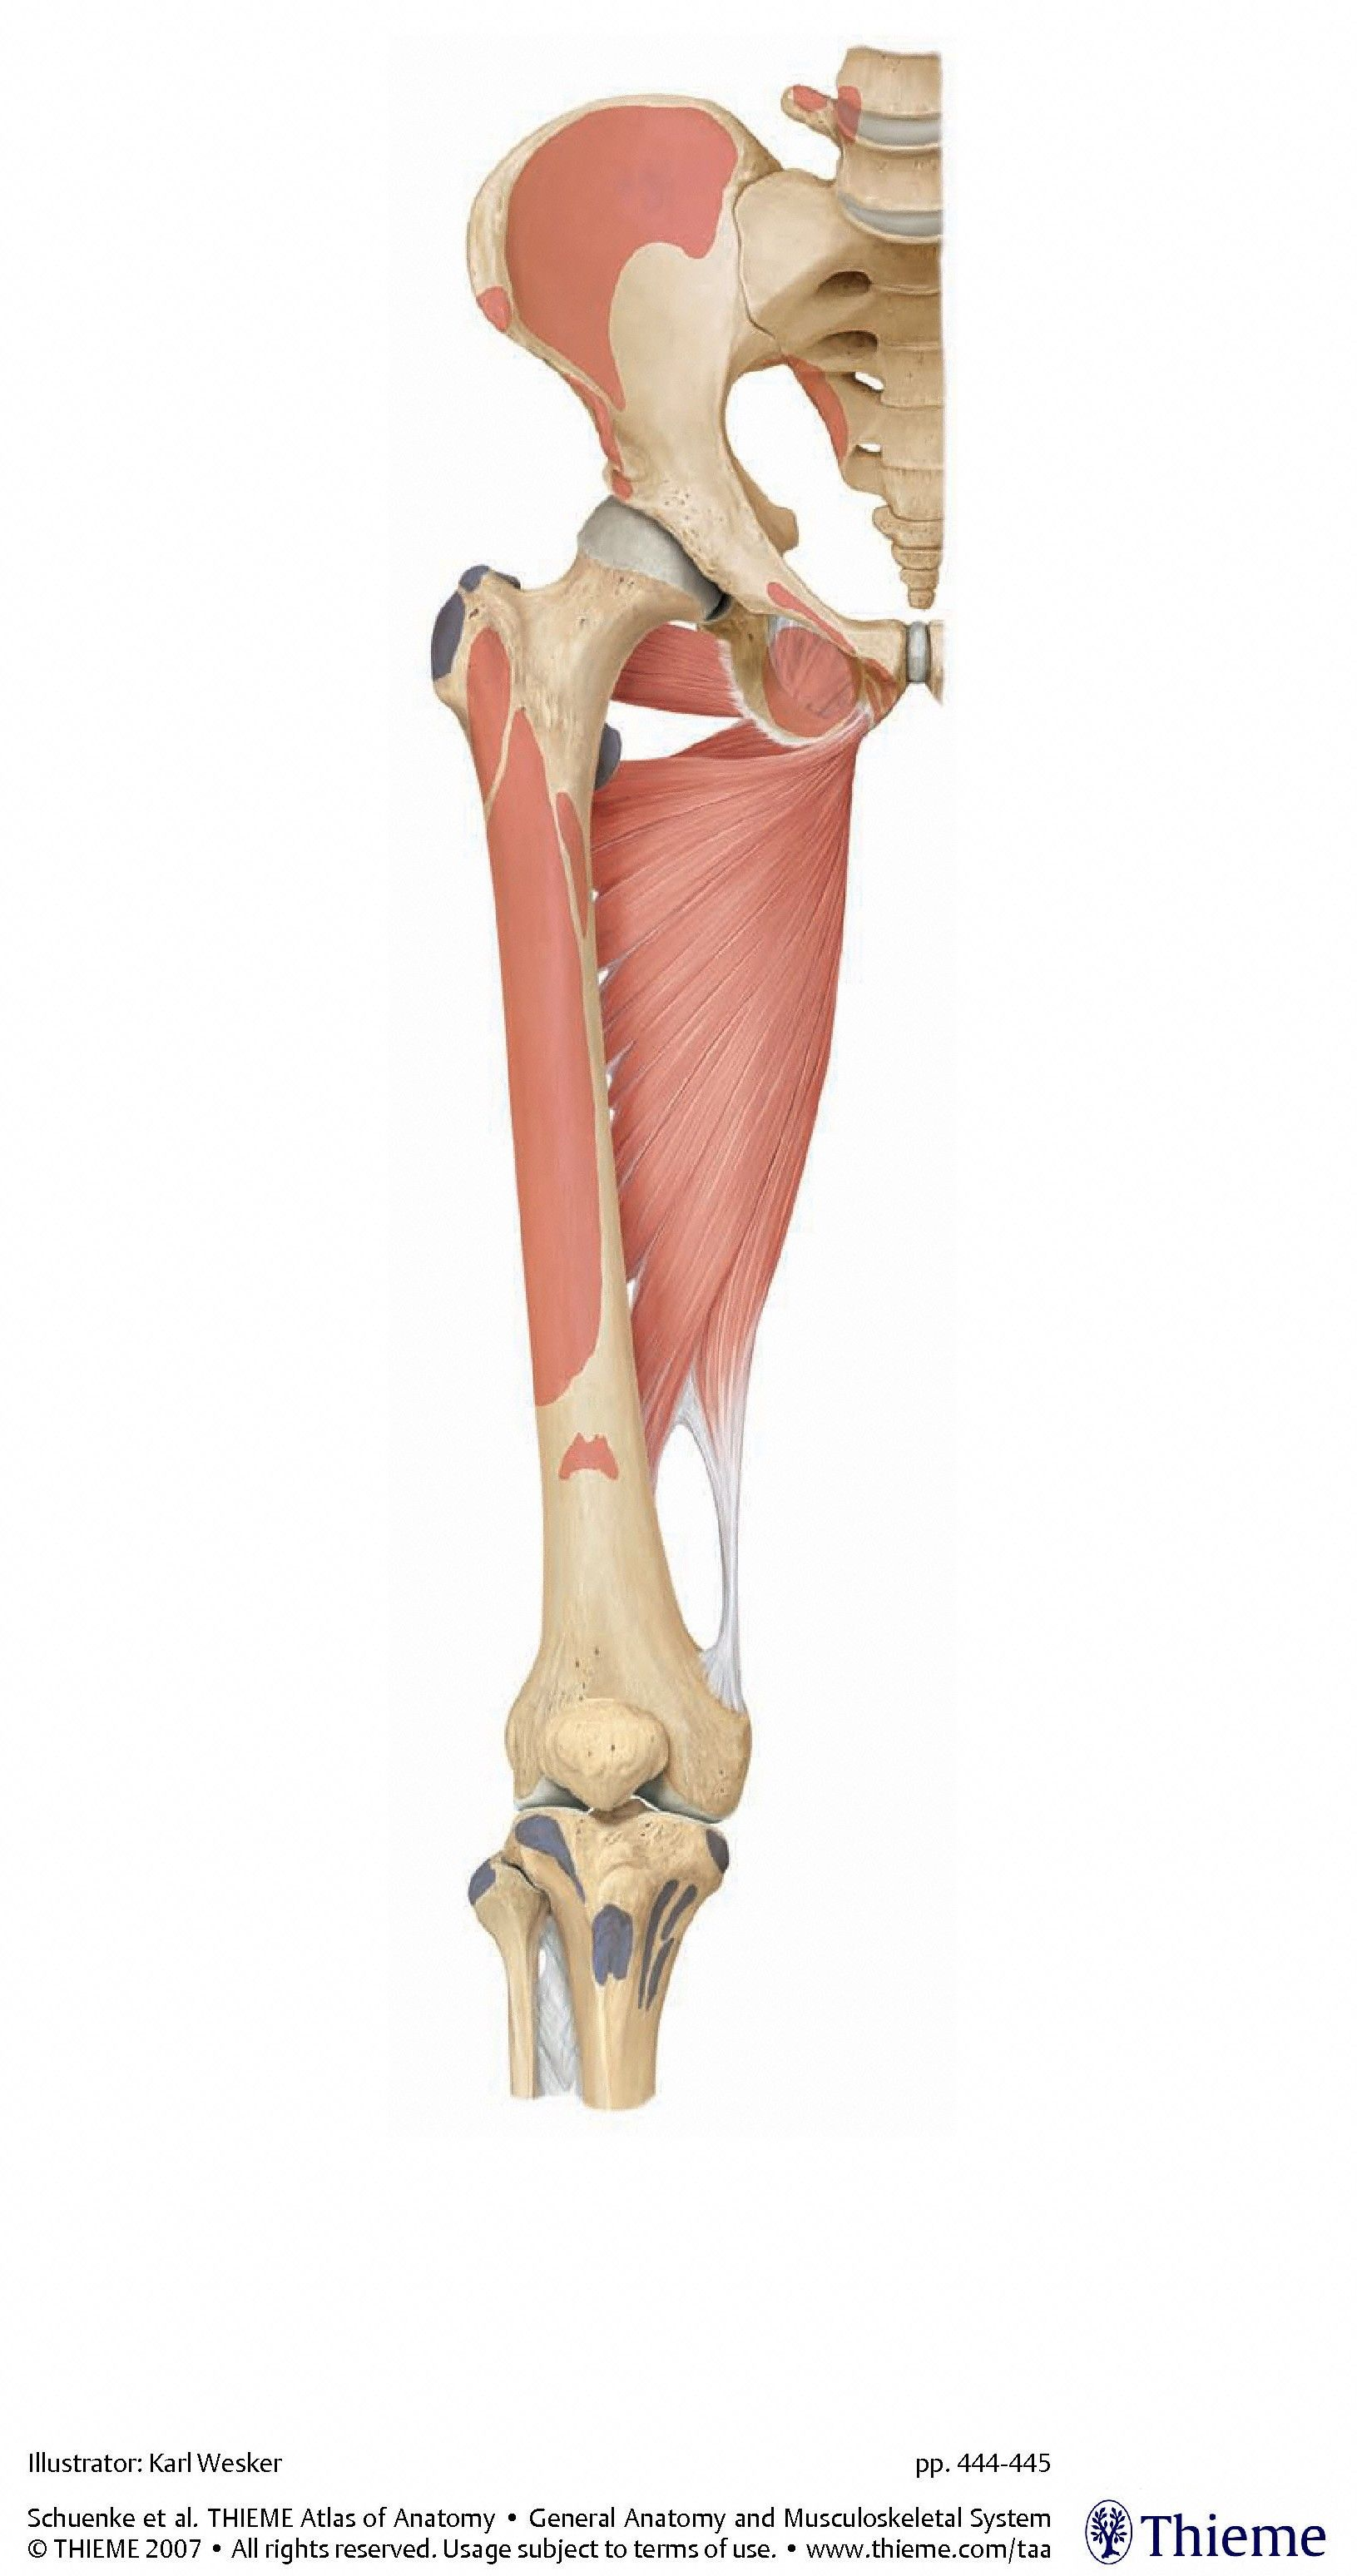 Illustrator: Karl Wesker
pp. 444-445
Schuenke et al. THIEME Atlas of Anatomy • General Anatomy and Musculoskeletal System
© THIEME 2007 • All rights reserved. Usage subject to terms of use. • www.thieme.com/taa
Thieme